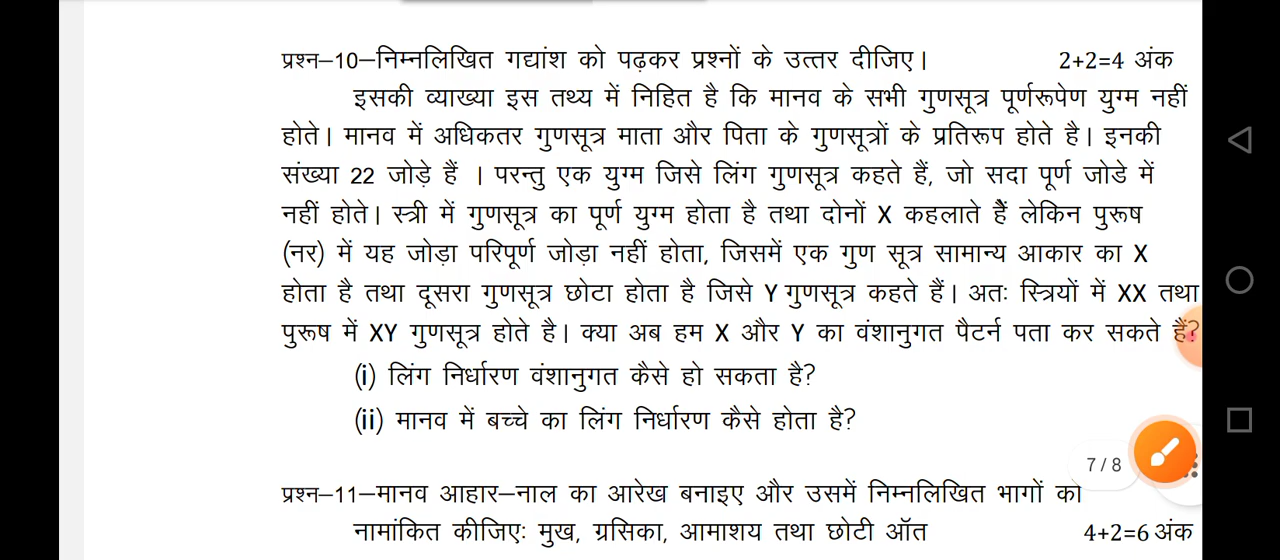 प्रश्न–10–निम्नलिखित गद्यांश को पढ़कर प्रश्नों के उत्तर दीजिए। 2+2=4 अंक
इसकी व्याख्या इस तथ्य में निहित है कि मानव के सभी गुणसूत्र पूर्णरूपेण युग्म नहीं
होते। मानव में अधिकतर गुणसूत्र माता और पिता के गुणसूत्रों के प्रतिरूप होते है। इनकी
संख्या 22 जोड़े हैं । परन्तु एक युग्म जिसे लिंग गुणसूत्र कहते हैं, जो सदा पूर्ण जोडे में
नहीं होते। स्त्री में गुणसूत्र का पूर्ण युग्म होता है तथा दोनों X कहलाते हैं लेकिन पुरूष
(नर) में यह जोड़ा परिपूर्ण जोड़ा नहीं होता, जिसमें एक गुण सूत्र सामान्य आकार का X
होता है तथा दूसरा गुणसूत्र छोटा होता है जिसे Y गुणसूत्र कहते हैं। अतः स्त्रियों में XX तथा
पुरूष में XY गुणसूत्र होते है। क्या अब हम X और Y का वंशानुगत पैटर्न पता कर सकते हैं?
(i) लिंग निर्धारण वंशानुगत कैसे हो सकता है?
(ii) मानव में बच्चे का लिंग निर्धारण कैसे होता है?
7 / 8
प्रश्न–11–मानव आहार–नाल का आरेख बनाइए और उसमें निम्नलिखित भागों का
नामांकित कीजिएः मुख, ग्रसिका, आमाशय तथा छोटी ऑत 4+2=6 अंक